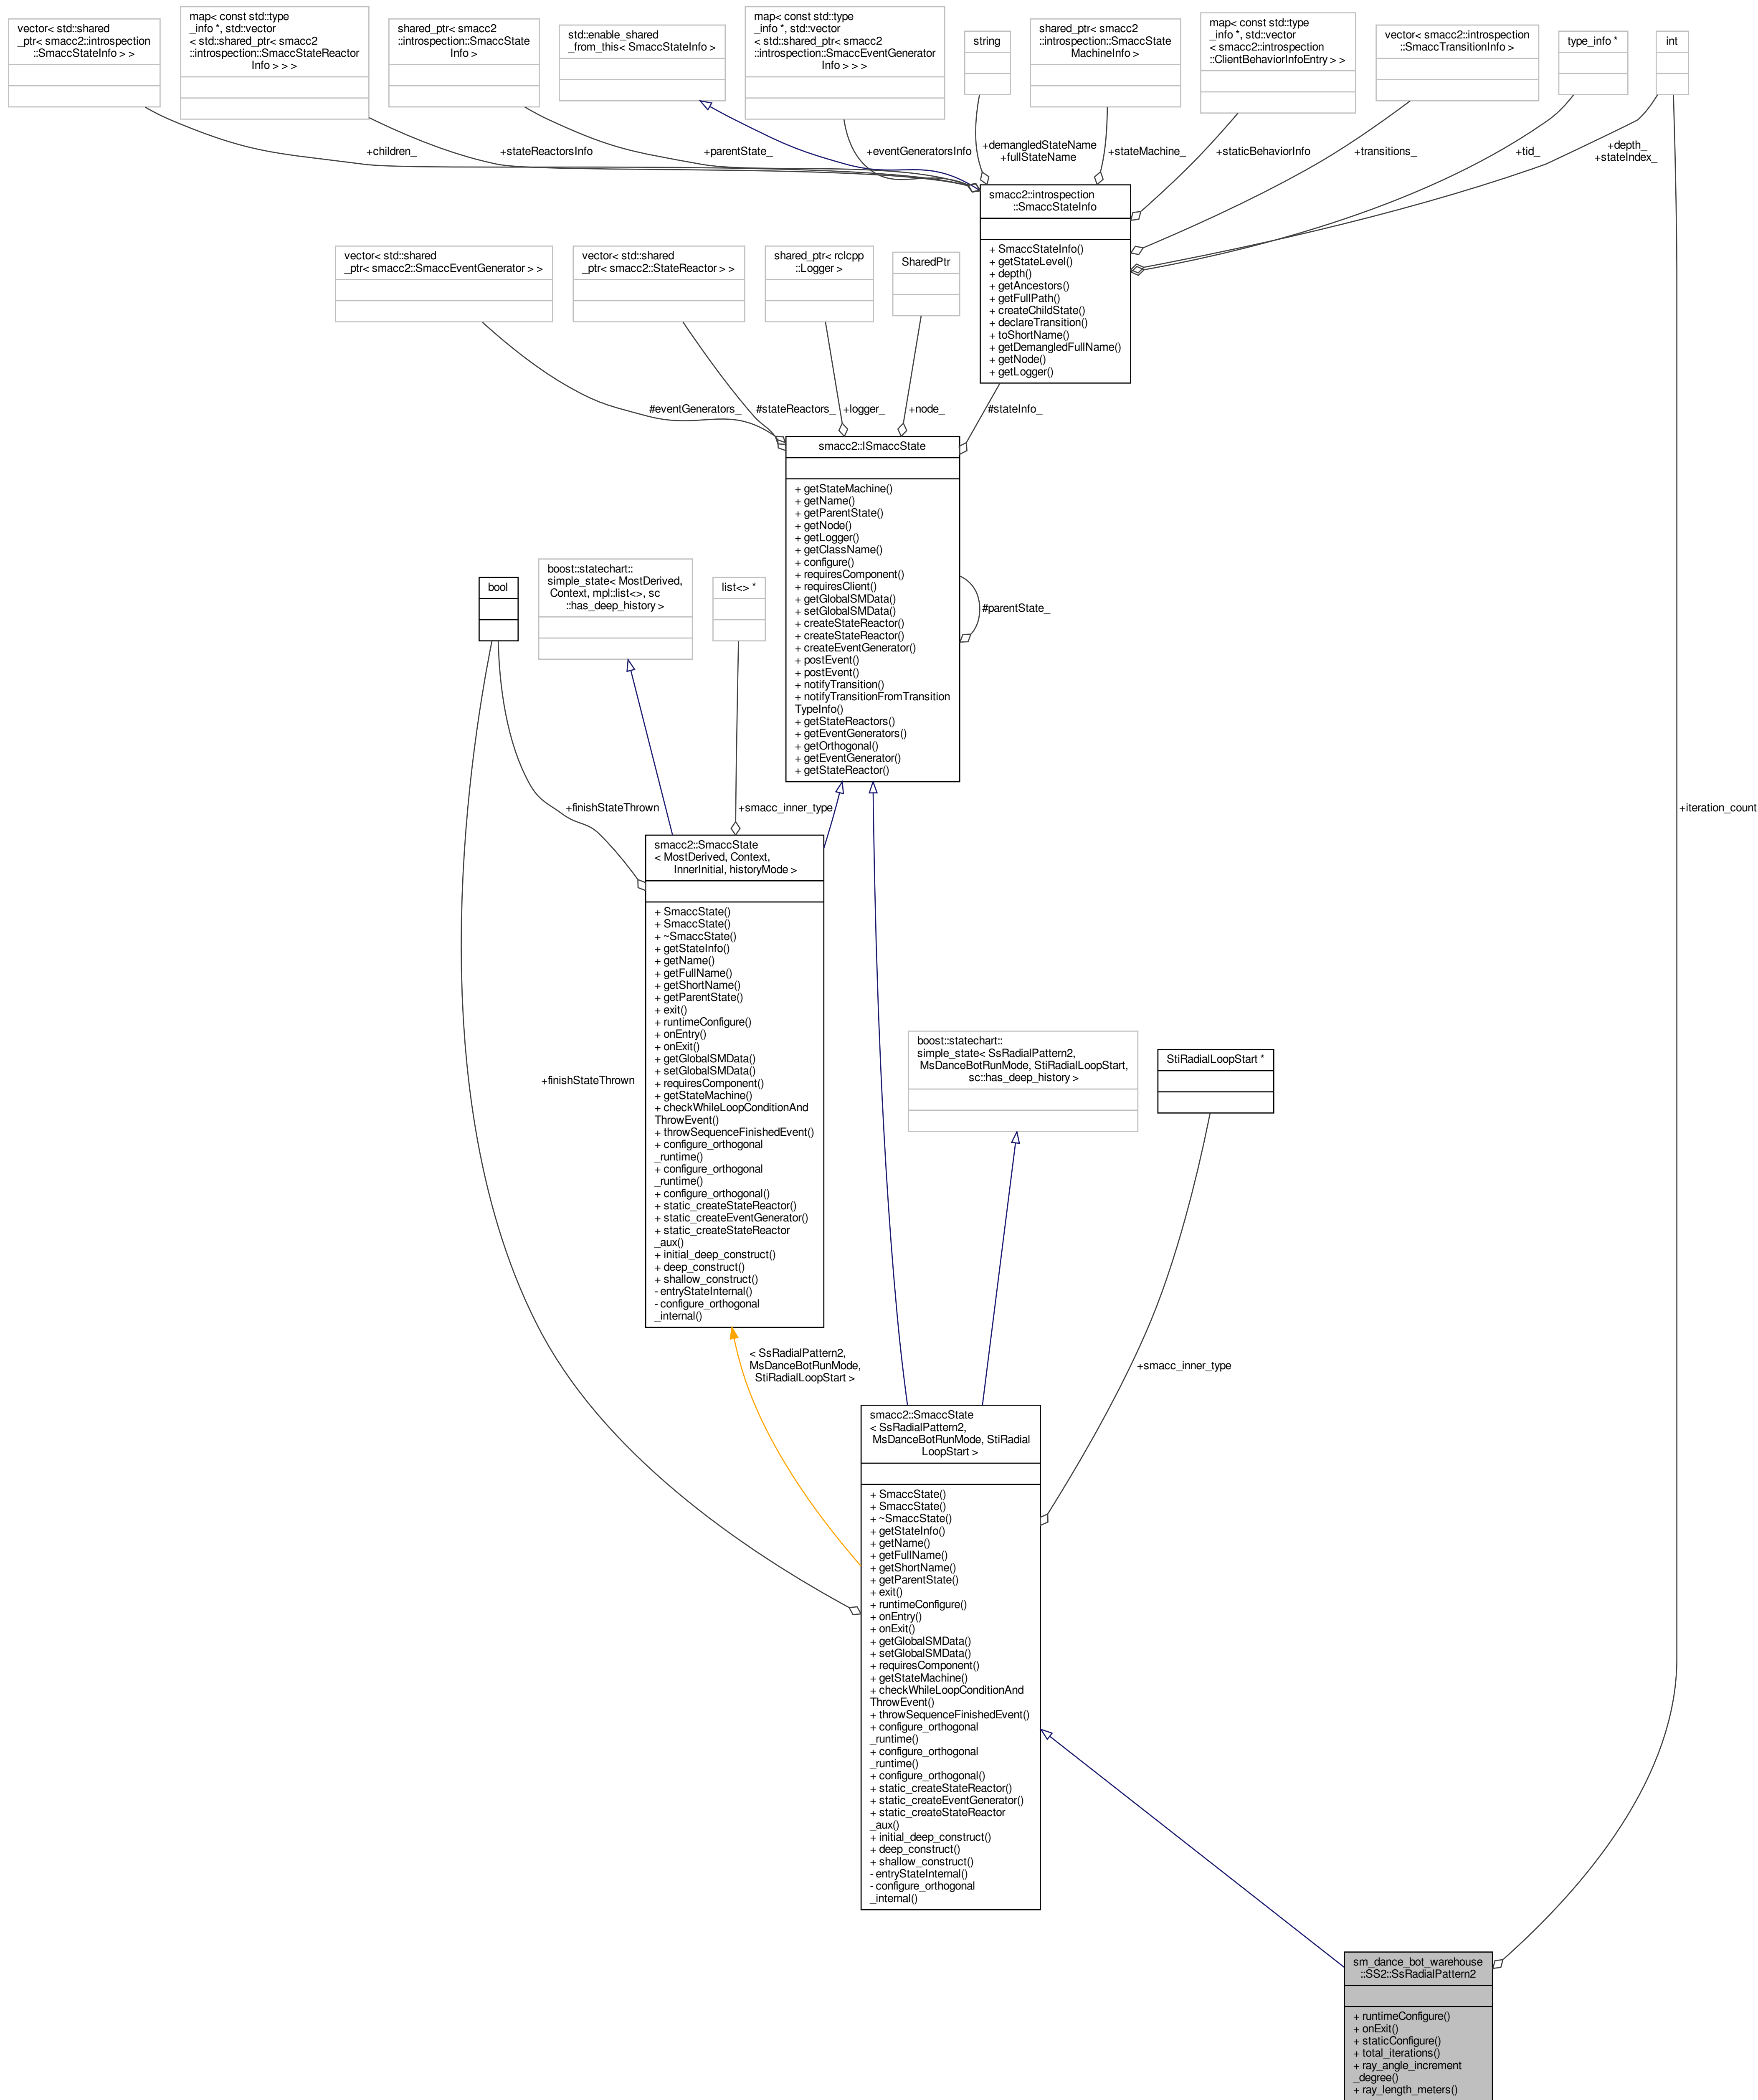 vector< std::shared
_ptr< smacc2::introspection
::SmaccStateInfo > >
map< const std::type
_info *, std::vector
< std::shared_ptr< smacc2
::introspection::SmaccStateReactor
Info > > >
shared_ptr< smacc2
::introspection::SmaccState
Info >
std::enable_shared
_from_this< SmaccStateInfo >
map< const std::type
_info *, std::vector
< std::shared_ptr< smacc2
::introspection::SmaccEventGenerator
Info > > >
string
shared_ptr< smacc2
::introspection::SmaccState
MachineInfo >
map< const std::type
_info *, std::vector
< smacc2::introspection
::ClientBehaviorInfoEntry > >
vector< smacc2::introspection
::SmaccTransitionInfo >
type_info *
int
+children_
+stateReactorsInfo
+parentState_
+eventGeneratorsInfo
+demangledStateName
+fullStateName
+stateMachine_
+staticBehaviorInfo
+transitions_
+tid_
+depth_
+stateIndex_
smacc2::introspection
::SmaccStateInfo
+ SmaccStateInfo()
+ getStateLevel()
+ depth()
+ getAncestors()
+ getFullPath()
+ createChildState()
+ declareTransition()
+ toShortName()
+ getDemangledFullName()
+ getNode()
+ getLogger()
vector< std::shared
_ptr< smacc2::SmaccEventGenerator > >
vector< std::shared
_ptr< smacc2::StateReactor > >
shared_ptr< rclcpp
::Logger >
SharedPtr
#eventGenerators_
#stateReactors_
+logger_
+node_
#stateInfo_
smacc2::ISmaccState
+ getStateMachine()
+ getName()
+ getParentState()
+ getNode()
+ getLogger()
+ getClassName()
+ configure()
+ requiresComponent()
+ requiresClient()
+ getGlobalSMData()
+ setGlobalSMData()
+ createStateReactor()
+ createStateReactor()
+ createEventGenerator()
+ postEvent()
+ postEvent()
+ notifyTransition()
+ notifyTransitionFromTransition
TypeInfo()
+ getStateReactors()
+ getEventGenerators()
+ getOrthogonal()
+ getEventGenerator()
+ getStateReactor()
#parentState_
bool
boost::statechart::
simple_state< MostDerived,
Context, mpl::list<>, sc
::has_deep_history >
list<> *
+finishStateThrown
+smacc_inner_type
+iteration_count
smacc2::SmaccState
< MostDerived, Context,
InnerInitial, historyMode >
+ SmaccState()
+ SmaccState()
+ ~SmaccState()
+ getStateInfo()
+ getName()
+ getFullName()
+ getShortName()
+ getParentState()
+ exit()
+ runtimeConfigure()
+ onEntry()
+ onExit()
+ getGlobalSMData()
+ setGlobalSMData()
+ requiresComponent()
+ getStateMachine()
+ checkWhileLoopConditionAnd
ThrowEvent()
+ throwSequenceFinishedEvent()
+ configure_orthogonal
_runtime()
+ configure_orthogonal
_runtime()
+ configure_orthogonal()
+ static_createStateReactor()
+ static_createEventGenerator()
+ static_createStateReactor
_aux()
+ initial_deep_construct()
+ deep_construct()
+ shallow_construct()
- entryStateInternal()
- configure_orthogonal
_internal()
+finishStateThrown
boost::statechart::
simple_state< SsRadialPattern2,
MsDanceBotRunMode, StiRadialLoopStart,
sc::has_deep_history >
StiRadialLoopStart *
< SsRadialPattern2,
MsDanceBotRunMode,
StiRadialLoopStart >
+smacc_inner_type
smacc2::SmaccState
< SsRadialPattern2,
MsDanceBotRunMode, StiRadial
LoopStart >
+ SmaccState()
+ SmaccState()
+ ~SmaccState()
+ getStateInfo()
+ getName()
+ getFullName()
+ getShortName()
+ getParentState()
+ exit()
+ runtimeConfigure()
+ onEntry()
+ onExit()
+ getGlobalSMData()
+ setGlobalSMData()
+ requiresComponent()
+ getStateMachine()
+ checkWhileLoopConditionAnd
ThrowEvent()
+ throwSequenceFinishedEvent()
+ configure_orthogonal
_runtime()
+ configure_orthogonal
_runtime()
+ configure_orthogonal()
+ static_createStateReactor()
+ static_createEventGenerator()
+ static_createStateReactor
_aux()
+ initial_deep_construct()
+ deep_construct()
+ shallow_construct()
- entryStateInternal()
- configure_orthogonal
_internal()
sm_dance_bot_warehouse
::SS2::SsRadialPattern2
+ runtimeConfigure()
+ onExit()
+ staticConfigure()
+ total_iterations()
+ ray_angle_increment
_degree()
+ ray_length_meters()